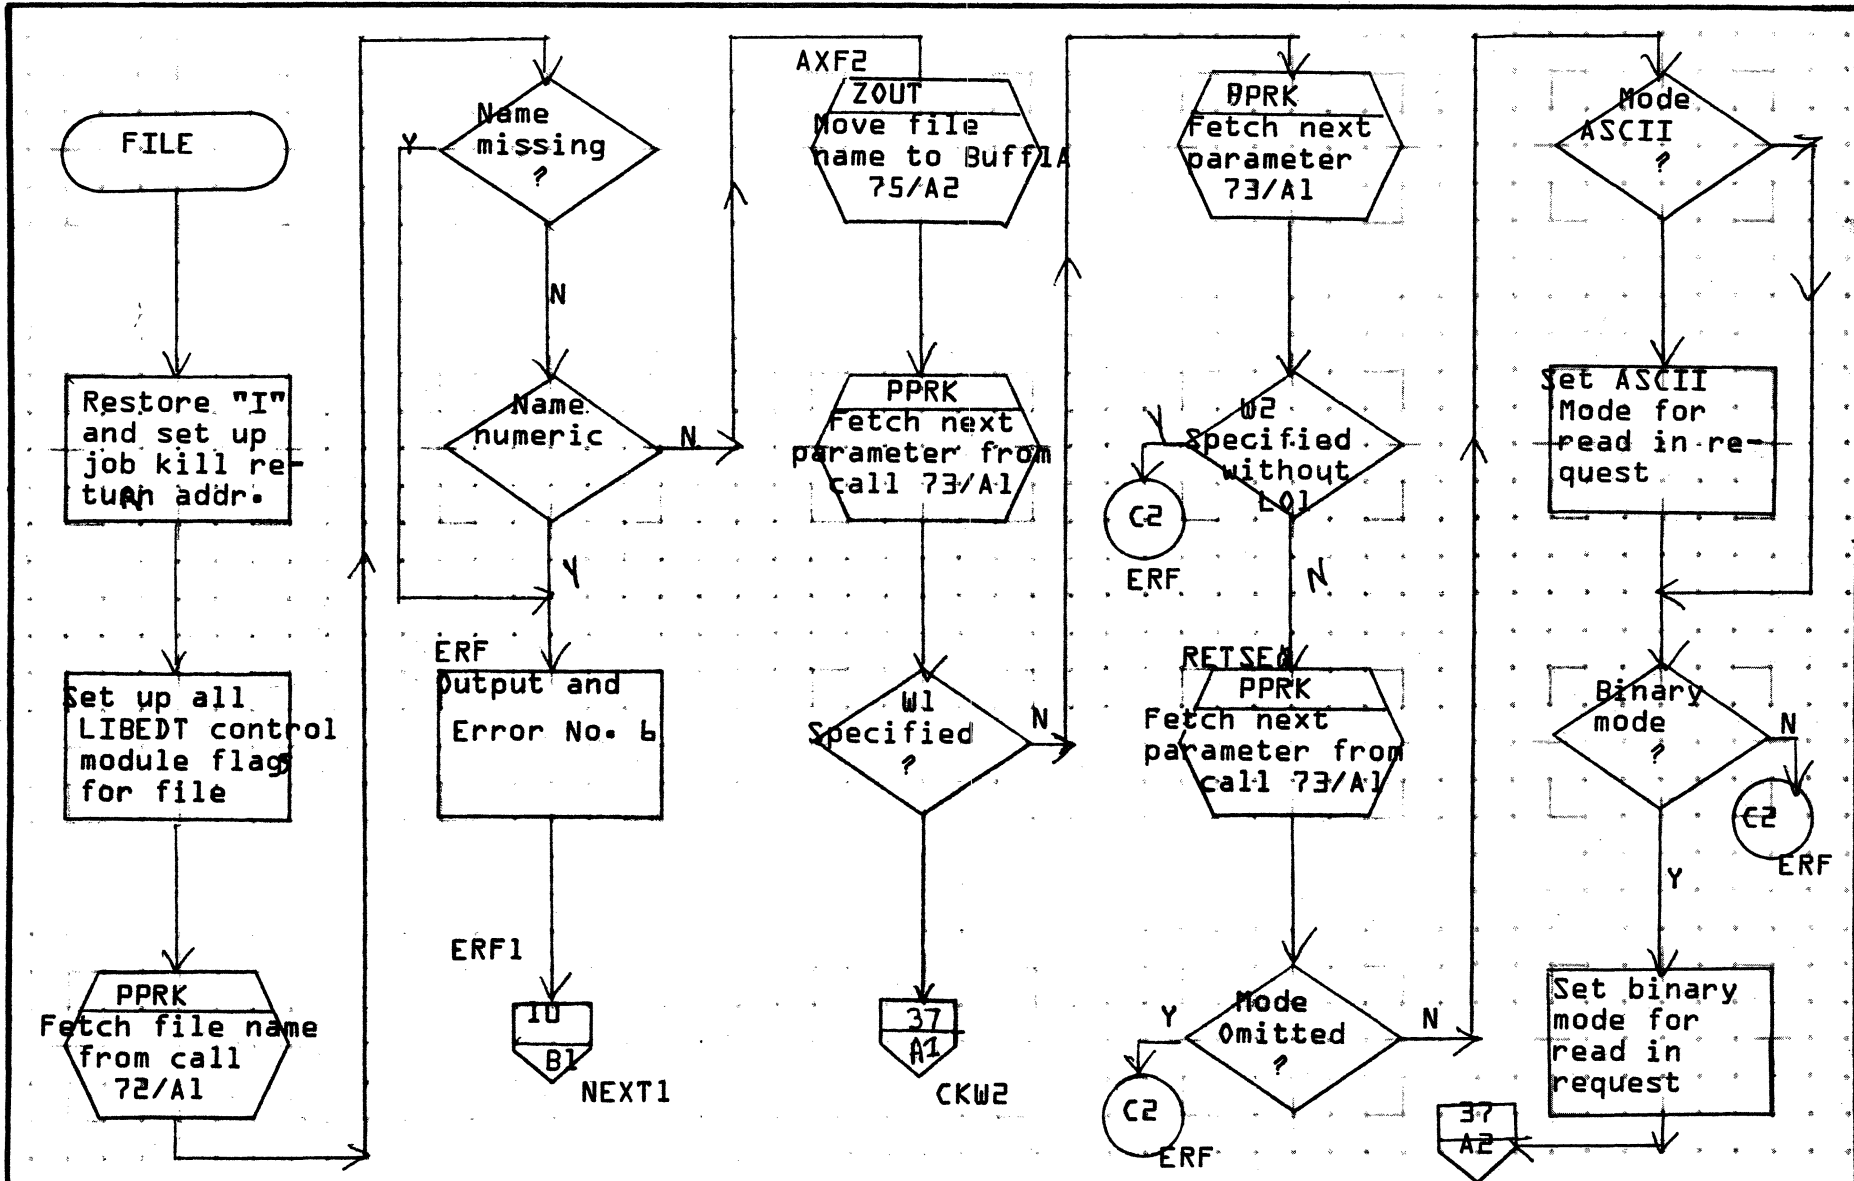 FILE
Restore "I"
and set up
job kill re-
turn addr.
Set up all
LIBEDT control
module flags
for file
PPRK
Fetch file name
from call
72/A1
Name
missing
?
Y
N
Name
numeric
N
Y
ERF
Output and
Error No. 6
ERF1
10
B1
NEXT1
AXF2
ZOUT
Move file
name to Buff1A
75/A2
PPRK
Fetch next
parameter from
call 73/A1
W1
Specified
?
N
37
A1
CKW2
PPRK
Fetch next
parameter
73/A1
W2
Specified
without
LO1
Y
C2
ERF
N
PPRK
Fetch next
parameter from
call 73/A1
Mode
Omitted
?
Y
N
C2
ERF
Mode
ASCII
?
Set ASCII
Mode for
read in re-
quest
Binary
mode
?
N
C2
ERF
Y
Set binary
mode for
read in
request
37
A2